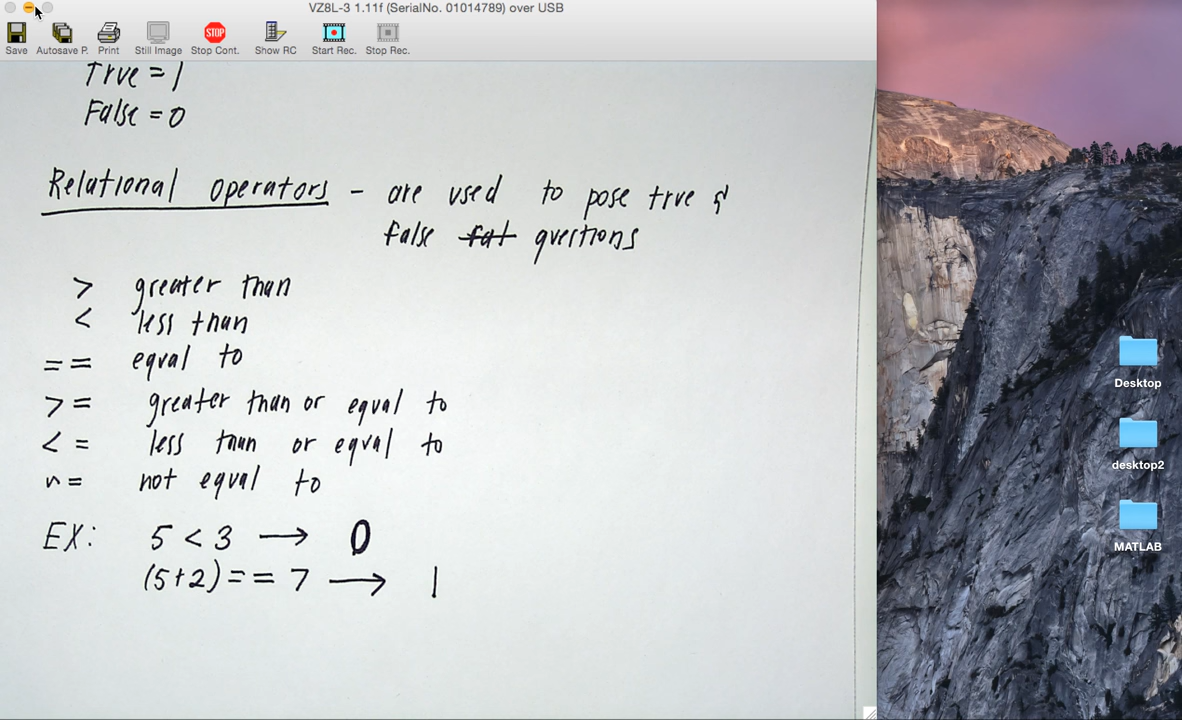 VZ8L-3 1.11f (SerialNo. 01014789) over USB
Save Autosave P. Print Still Image STOP Stop Cont. Show RC Start Rec. Stop Rec.
True = 1
False = 0
Relational operators - are used to pose true &
false fat questions
> greater than
< less than
== equal to
>= greater than or equal to
<= less than or equal to
~= not equal to
EX: 5 < 3 → 0
(5+2) == 7 → 1
Desktop
desktop2
MATLAB